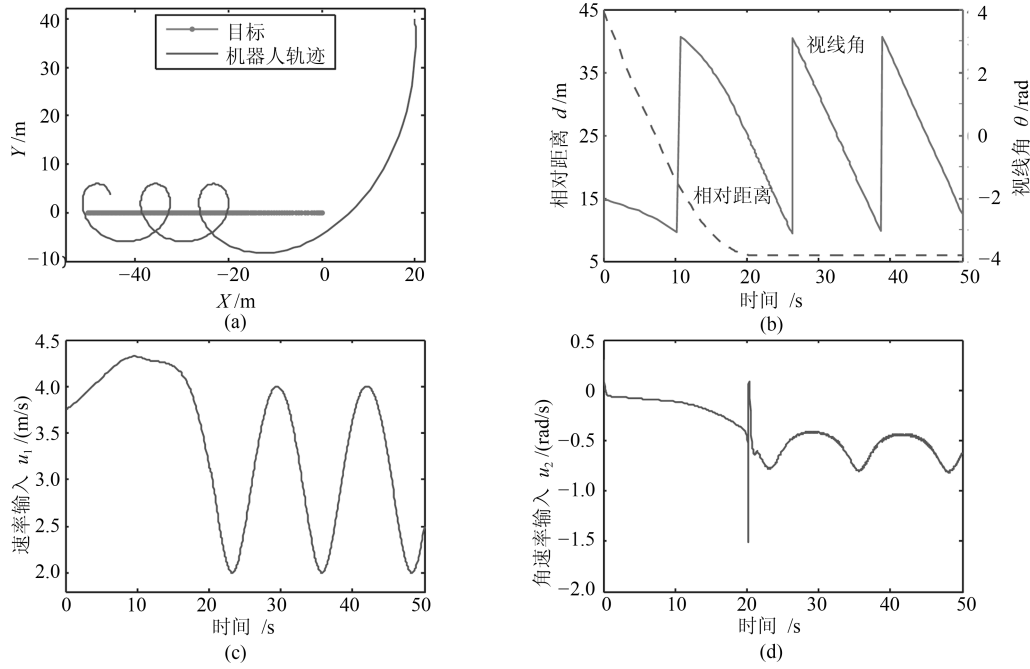 40
30
20
10
0
−10
Y/m
目标
机器人轨迹
−40
−20
0
20
X/m
(a)
45
35
25
15
5
相对距离 d/m
视线角
相对距离
4
2
0
−2
−4
视线角 θ/rad
0
10
20
30
40
50
时间 /s
(b)
4.5
4.0
3.5
3.0
2.5
2.0
速率输入 u₁/(m/s)
0
10
20
30
40
50
时间 /s
(c)
0.5
0
−0.5
−1.0
−1.5
−2.0
角速率输入 u₂/(rad/s)
0
10
20
30
40
50
时间 /s
(d)